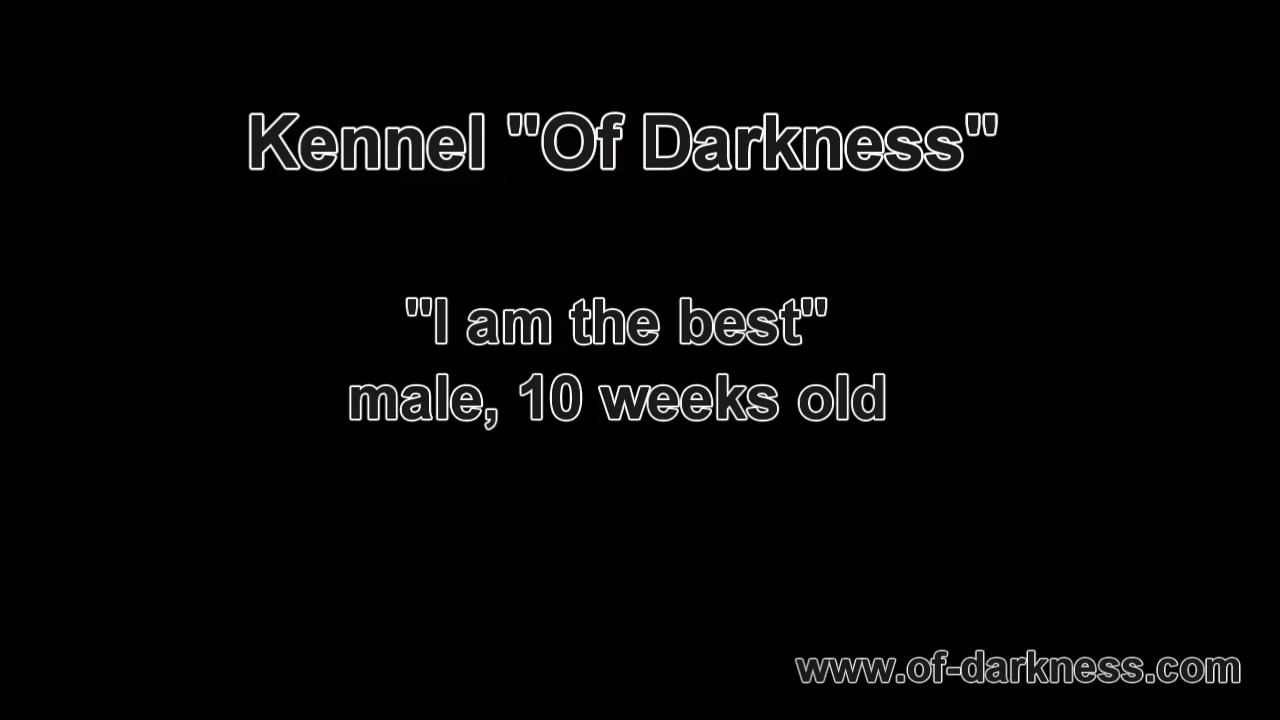 Kennel "Of Darkness"
"I am the best"
male, 10 weeks old
www.of-darkness.com